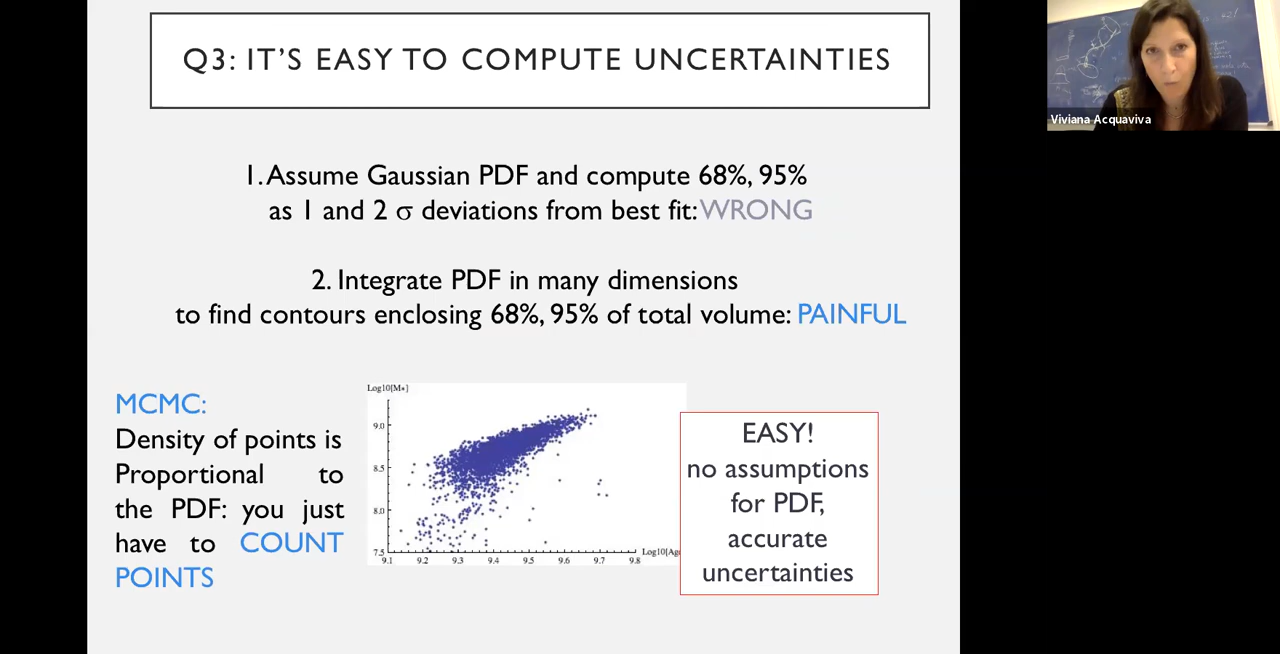 Q3: IT'S EASY TO COMPUTE UNCERTAINTIES
Viviana Acquaviva
1. Assume Gaussian PDF and compute 68%, 95%
as 1 and 2 σ deviations from best fit: WRONG
2. Integrate PDF in many dimensions
to find contours enclosing 68%, 95% of total volume: PAINFUL
MCMC:
Density of points is
Proportional to
the PDF: you just
have to COUNT
POINTS
Log10[M*]
9.0
8.5
8.0
7.5
9.1 9.2 9.3 9.4 9.5 9.6 9.7 9.8
Log10[Ag
EASY!
no assumptions
for PDF,
accurate
uncertainties